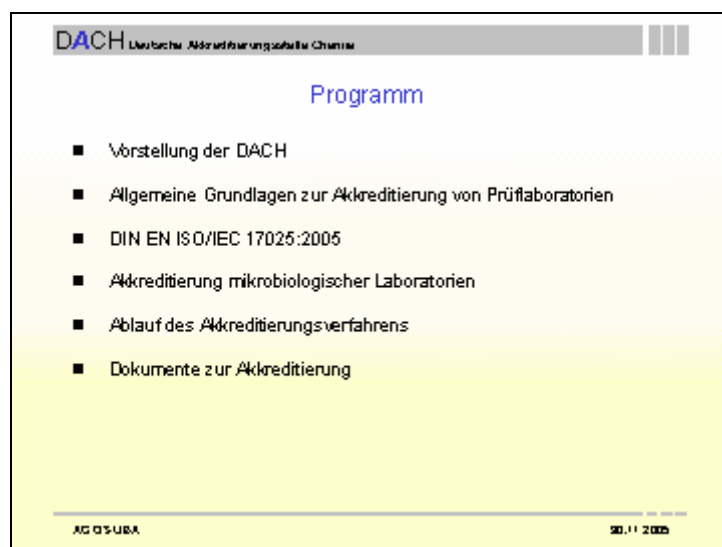 DACH Deutsche Akkreditierungsstelle Chemie
Programm
Vorstellung der DACH
Allgemeine Grundlagen zur Akkreditierung von Prüflaboratorien
DIN EN ISO/IEC 17025:2005
Akkreditierung mikrobiologischer Laboratorien
Ablauf des Akkreditierungsverfahrens
Dokumente zur Akkreditierung
30.11.2005